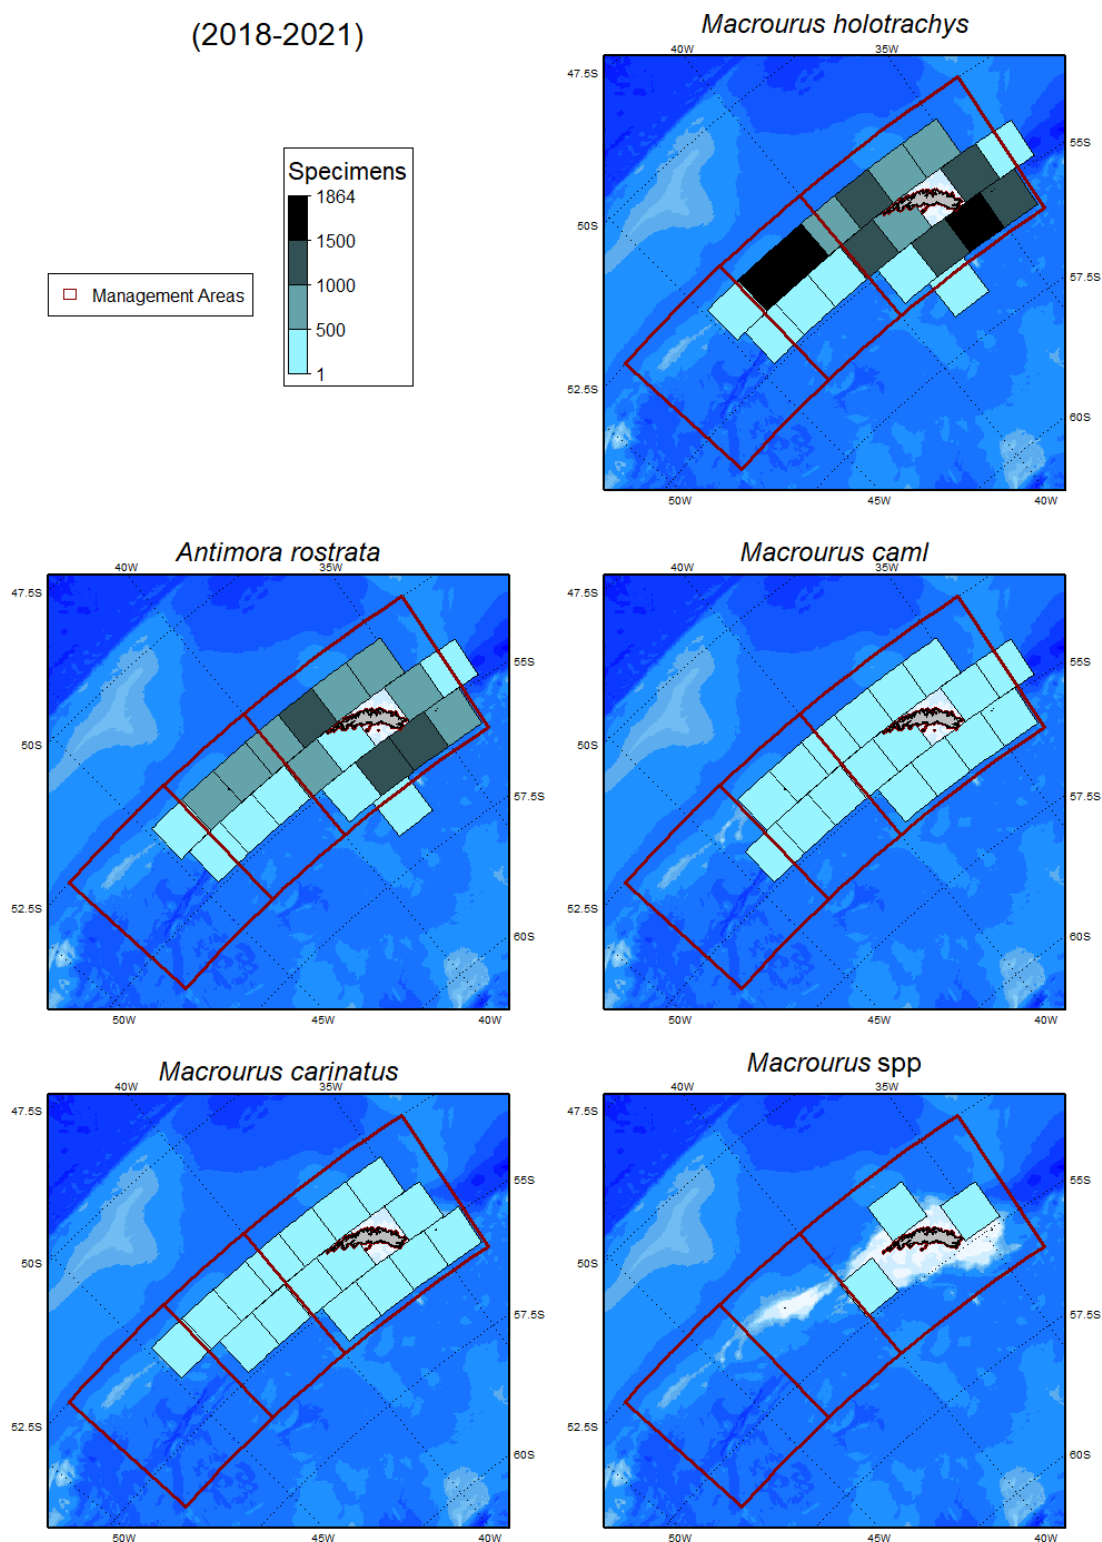 (2018-2021)
Specimens
1864
1500
1000
500
1
Management Areas
Macrourus holotrachys
40W
35W
47.5S
50S
52.5S
55S
57.5S
60S
50W
45W
40W
Antimora rostrata
40W
35W
47.5S
50S
52.5S
55S
57.5S
60S
50W
45W
40W
Macrourus caml
40W
35W
47.5S
50S
52.5S
55S
57.5S
60S
50W
45W
40W
Macrourus carinatus
40W
35W
47.5S
50S
52.5S
55S
57.5S
60S
50W
45W
40W
Macrourus spp
40W
35W
47.5S
50S
52.5S
55S
57.5S
60S
50W
45W
40W